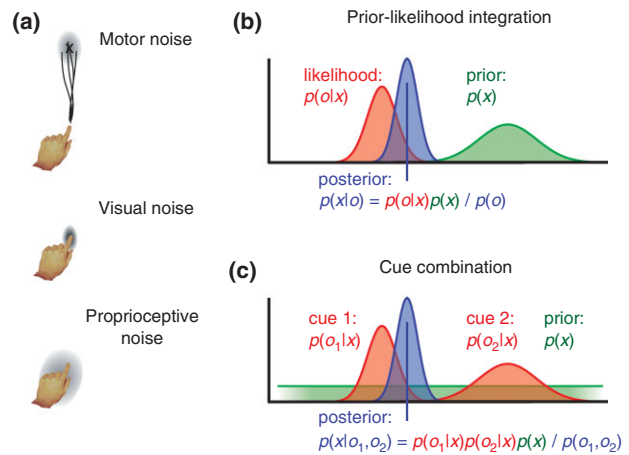 (a)
Motor noise
x
Visual noise
Proprioceptive
noise
(b)
Prior-likelihood integration
likelihood:
p(o|x)
prior:
p(x)
posterior:
p(x|o) = p(o|x)p(x) / p(o)
(c)
Cue combination
cue 1:
p(o₁|x)
cue 2:
p(o₂|x)
prior:
p(x)
posterior:
p(x|o₁,o₂) = p(o₁|x)p(o₂|x)p(x) / p(o₁,o₂)